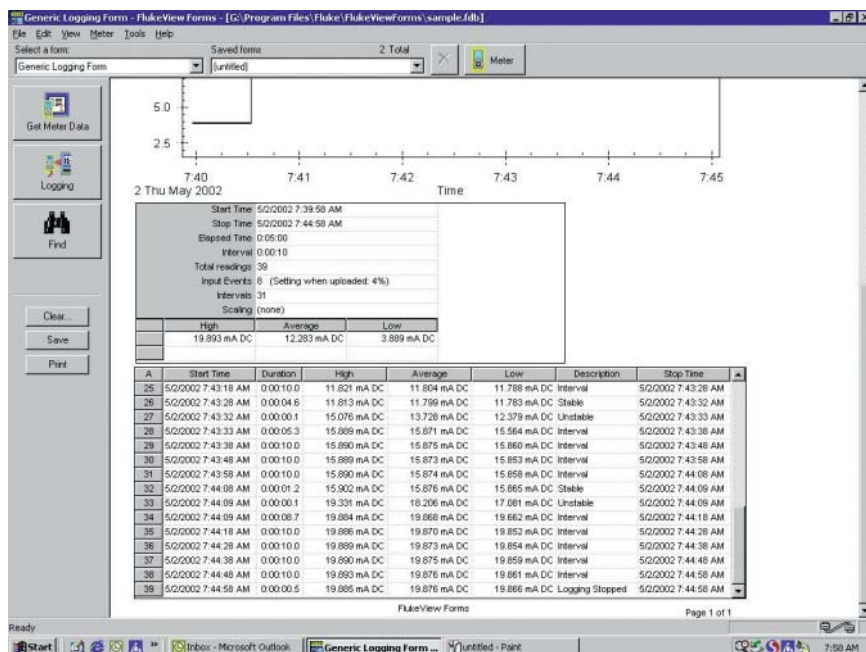 Generic Logging Form - FlukeView Forms - [G:\Program Files\Fluke\FlukeViewForms\sample.fdb]
File Edit View Meter Tools Help
Select a form: Saved forms 2 Total
Generic Logging Form (untitled) Meter
Get Meter Data
Logging
Find
Clear...
Save
Print
5.0
2.5
7:40 7:41 7:42 7:43 7:44 7:45
2 Thu May 2002 Time
Start Time 5/2/2002 7:39:58 AM
Stop Time 5/2/2002 7:44:58 AM
Elapsed Time 0:05:00
Interval 0:00:10
Total readings 39
Input Events 8 (Setting when uploaded: 4%)
Intervals 31
Scaling (none)
High Average Low
19.893 mA DC 12.283 mA DC 3.889 mA DC
A Start Time Duration High Average Low Description Stop Time
25 5/2/2002 7:43:18 AM 0:00:10.0 11.821 mA DC 11.804 mA DC 11.788 mA DC Interval 5/2/2002 7:43:28 AM
26 5/2/2002 7:43:28 AM 0:00:04.6 11.813 mA DC 11.799 mA DC 11.783 mA DC Stable 5/2/2002 7:43:32 AM
27 5/2/2002 7:43:32 AM 0:00:00.1 15.076 mA DC 13.728 mA DC 12.379 mA DC Unstable 5/2/2002 7:43:33 AM
28 5/2/2002 7:43:33 AM 0:00:05.3 15.889 mA DC 15.871 mA DC 15.564 mA DC Interval 5/2/2002 7:43:38 AM
29 5/2/2002 7:43:38 AM 0:00:10.0 15.890 mA DC 15.875 mA DC 15.860 mA DC Interval 5/2/2002 7:43:48 AM
30 5/2/2002 7:43:48 AM 0:00:10.0 15.889 mA DC 15.873 mA DC 15.853 mA DC Interval 5/2/2002 7:43:58 AM
31 5/2/2002 7:43:58 AM 0:00:10.0 15.890 mA DC 15.874 mA DC 15.858 mA DC Interval 5/2/2002 7:44:08 AM
32 5/2/2002 7:44:08 AM 0:00:01.2 15.902 mA DC 15.876 mA DC 15.865 mA DC Stable 5/2/2002 7:44:09 AM
33 5/2/2002 7:44:09 AM 0:00:00.1 19.331 mA DC 18.206 mA DC 17.081 mA DC Unstable 5/2/2002 7:44:09 AM
34 5/2/2002 7:44:09 AM 0:00:08.7 19.884 mA DC 19.868 mA DC 19.662 mA DC Interval 5/2/2002 7:44:18 AM
35 5/2/2002 7:44:18 AM 0:00:10.0 19.886 mA DC 19.870 mA DC 19.852 mA DC Interval 5/2/2002 7:44:28 AM
36 5/2/2002 7:44:28 AM 0:00:10.0 19.889 mA DC 19.873 mA DC 19.854 mA DC Interval 5/2/2002 7:44:38 AM
37 5/2/2002 7:44:38 AM 0:00:10.0 19.890 mA DC 19.875 mA DC 19.859 mA DC Interval 5/2/2002 7:44:48 AM
38 5/2/2002 7:44:48 AM 0:00:10.0 19.893 mA DC 19.876 mA DC 19.861 mA DC Interval 5/2/2002 7:44:58 AM
39 5/2/2002 7:44:58 AM 0:00:00.5 19.885 mA DC 19.876 mA DC 19.866 mA DC Logging Stopped 5/2/2002 7:44:58 AM
FlukeView Forms
Page 1 of 1
Ready
Start Inbox - Microsoft Outlook Generic Logging Form ... untitled - Paint 7:50 AM